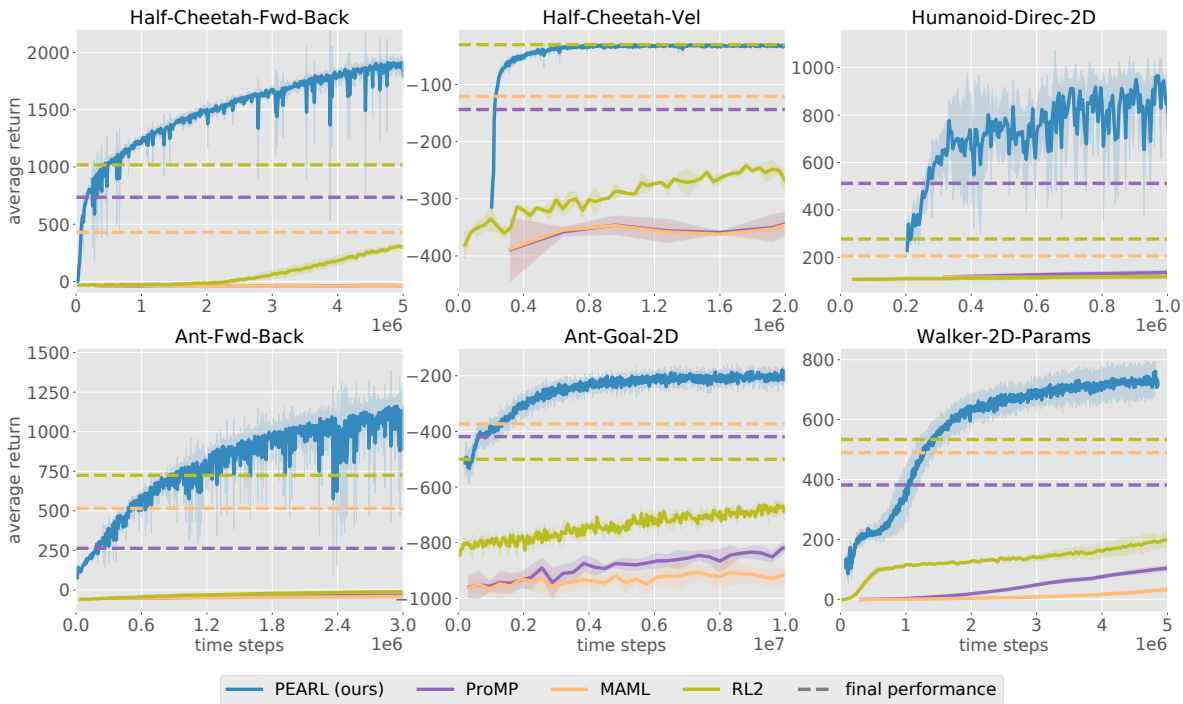 Half-Cheetah-Fwd-Back
Half-Cheetah-Vel
Humanoid-Direc-2D
average return
2000
1500
1000
500
0
0 1 2 3 4 5
1e6
−100
−200
−300
−400
0.0 0.4 0.8 1.2 1.6 2.0
1e6
1000
800
600
400
200
0.0 0.2 0.4 0.6 0.8 1.0
1e6
Ant-Fwd-Back
Ant-Goal-2D
Walker-2D-Params
average return
1500
1250
1000
750
500
250
0
0.0 0.6 1.2 1.8 2.4 3.0
time steps 1e6
−200
−400
−600
−800
−1000
0.0 0.2 0.4 0.6 0.8 1.0
time steps 1e7
800
600
400
200
0
0 1 2 3 4 5
time steps 1e6
PEARL (ours) ProMP MAML RL2 final performance